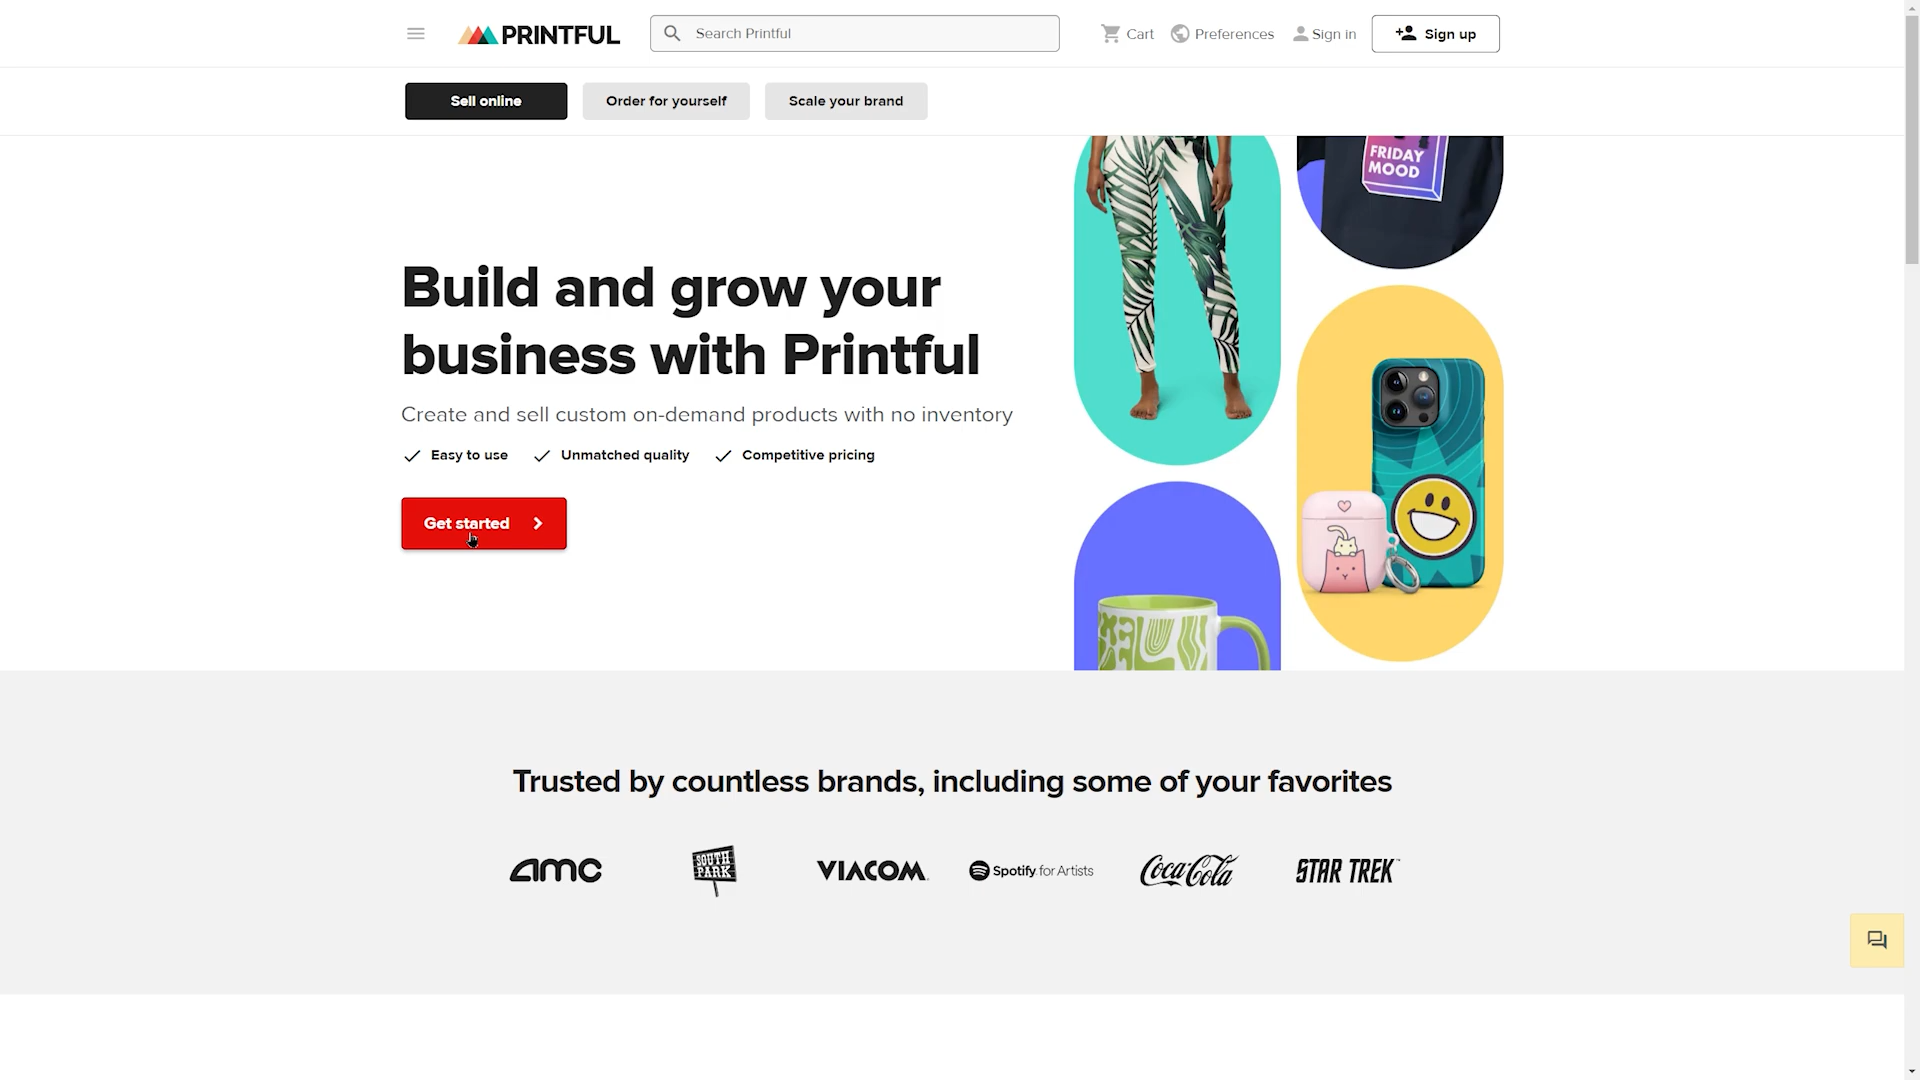 PRINTFUL
Search Printful
Cart
Preferences
Sign in
Sign up
Sell online
Order for yourself
Scale your brand
FRIDAY
MOOD
Build and grow your
business with Printful
Create and sell custom on-demand products with no inventory
Easy to use
Unmatched quality
Competitive pricing
Get started
Trusted by countless brands, including some of your favorites
amc
SOUTH
PARK
VIACOM
Spotify for Artists
Coca-Cola
STAR TREK™